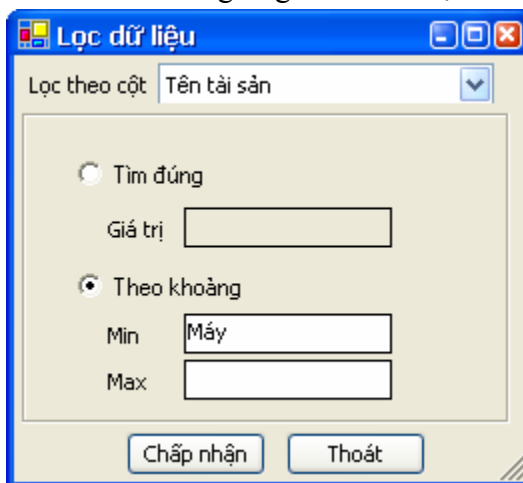 Lọc dữ liệu
Lọc theo cột Tên tài sản
Tìm đúng
Giá trị
Theo khoảng
Min Máy
Max
Chấp nhận Thoát